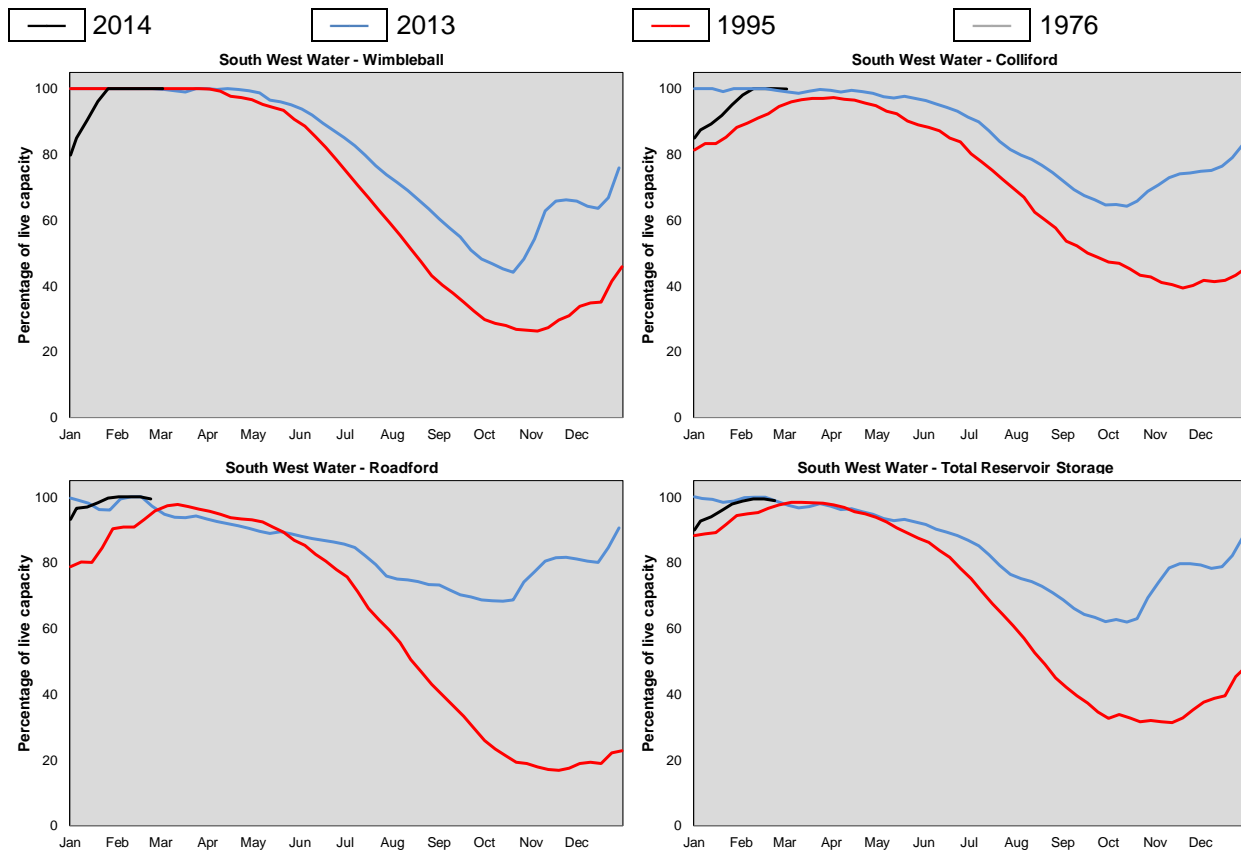 2014 2013 1995 1976
South West Water - Wimbleball
Percentage of live capacity
100
80
60
40
20
0
Jan Feb Mar Apr May Jun Jul Aug Sep Oct Nov Dec
South West Water - Colliford
Percentage of live capacity
100
80
60
40
20
0
Jan Feb Mar Apr May Jun Jul Aug Sep Oct Nov Dec
South West Water - Roadford
Percentage of live capacity
100
80
60
40
20
0
Jan Feb Mar Apr May Jun Jul Aug Sep Oct Nov Dec
South West Water - Total Reservoir Storage
Percentage of live capacity
100
80
60
40
20
0
Jan Feb Mar Apr May Jun Jul Aug Sep Oct Nov Dec